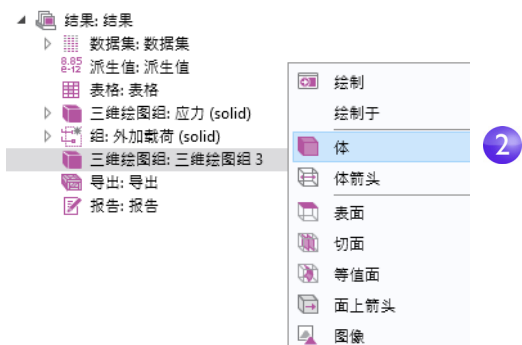 结果: 结果
数据集: 数据集
8.85
e-12
派生值: 派生值
表格: 表格
三维绘图组: 应力 (solid)
组: 外加载荷 (solid)
三维绘图组: 三维绘图组 3
导出: 导出
报告: 报告
绘制
绘制于
体
2
体箭头
表面
切面
等值面
面上箭头
图像